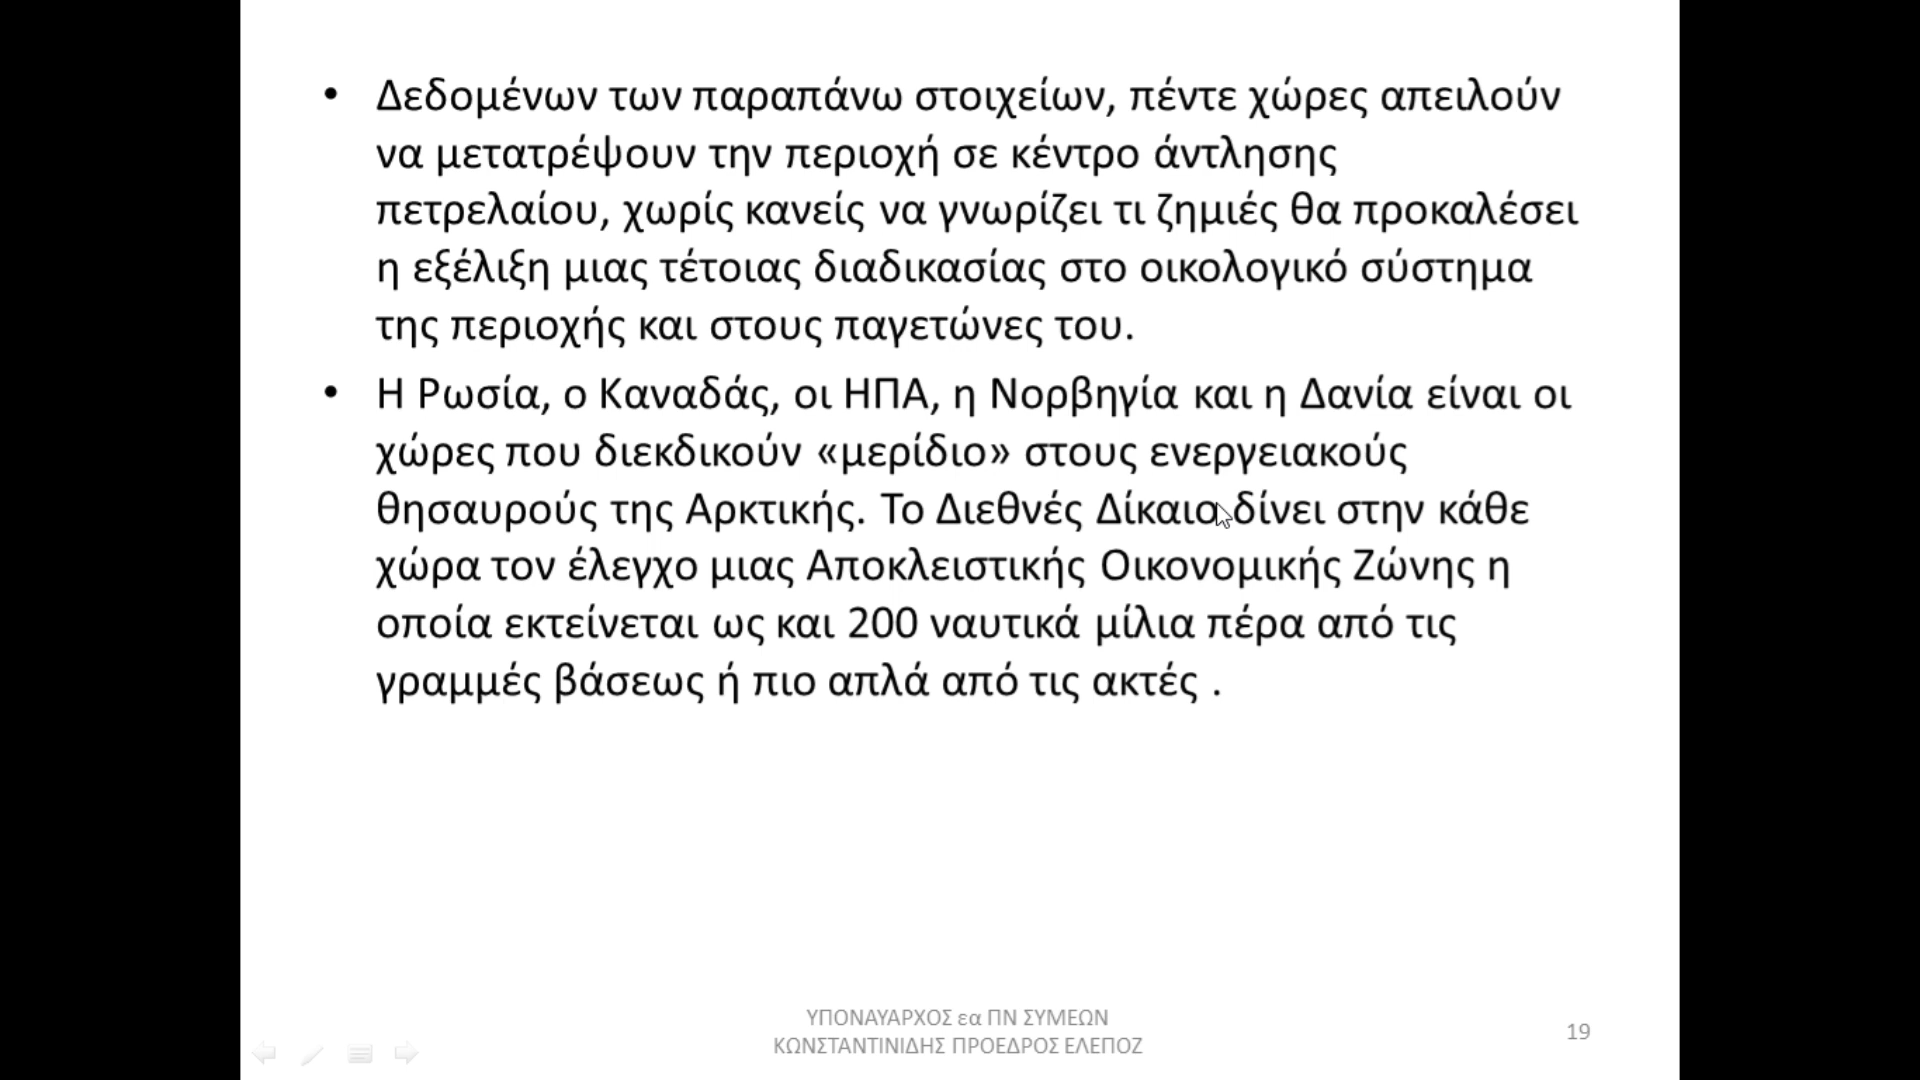 • Δεδομένων των παραπάνω στοιχείων, πέντε χώρες απειλούν
να μετατρέψουν την περιοχή σε κέντρο άντλησης
πετρελαίου, χωρίς κανείς να γνωρίζει τι ζημιές θα προκαλέσει
η εξέλιξη μιας τέτοιας διαδικασίας στο οικολογικό σύστημα
της περιοχής και στους παγετώνες του.
• Η Ρωσία, ο Καναδάς, οι ΗΠΑ, η Νορβηγία και η Δανία είναι οι
χώρες που διεκδικούν «μερίδιο» στους ενεργειακούς
θησαυρούς της Αρκτικής. Το Διεθνές Δίκαιο δίνει στην κάθε
χώρα τον έλεγχο μιας Αποκλειστικής Οικονομικής Ζώνης η
οποία εκτείνεται ως και 200 ναυτικά μίλια πέρα από τις
γραμμές βάσεως ή πιο απλά από τις ακτές .
ΥΠΟΝΑΥΑΡΧΟΣ εα ΠΝ ΣΥΜΕΩΝ
ΚΩΝΣΤΑΝΤΙΝΙΔΗΣ ΠΡΟΕΔΡΟΣ ΕΛΕΠΟΖ
19